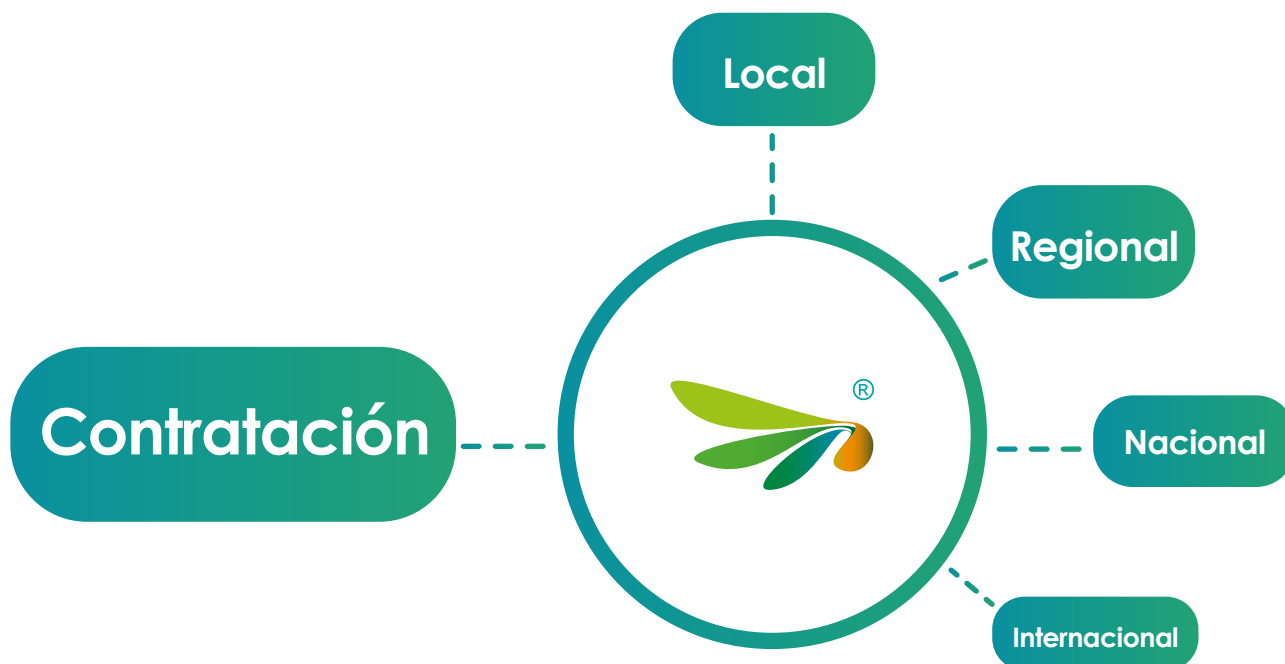 Local
Regional
Contratación
®
Nacional
Internacional